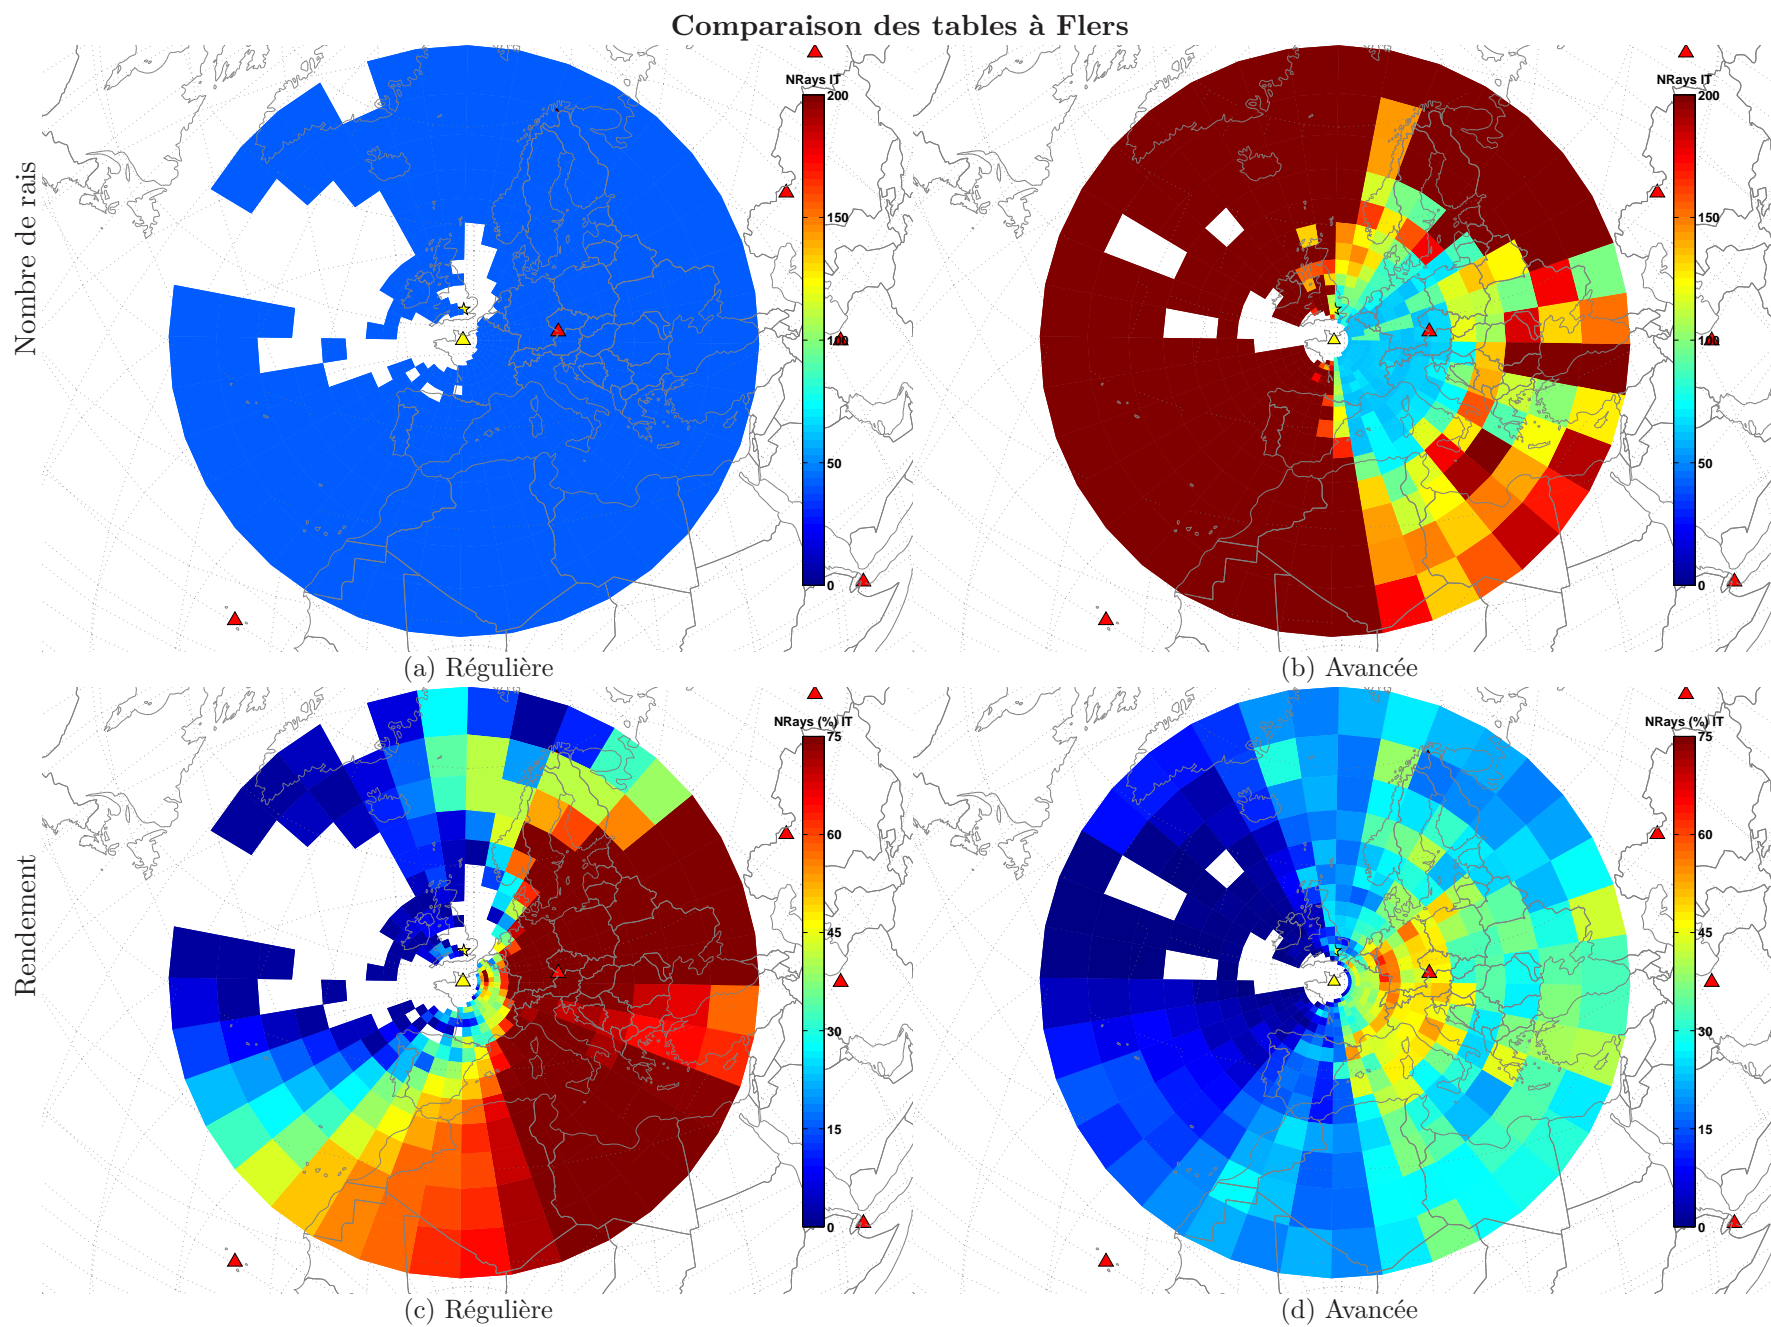 Comparaison des tables à Flers
Nombre de rais
NRays IT
200
150
100
50
0
(a) Régulière
NRays IT
200
150
100
50
0
(b) Avancée
Rendement
NRays (%) IT
75
60
45
30
15
0
(c) Régulière
NRays (%) IT
75
60
45
30
15
0
(d) Avancée